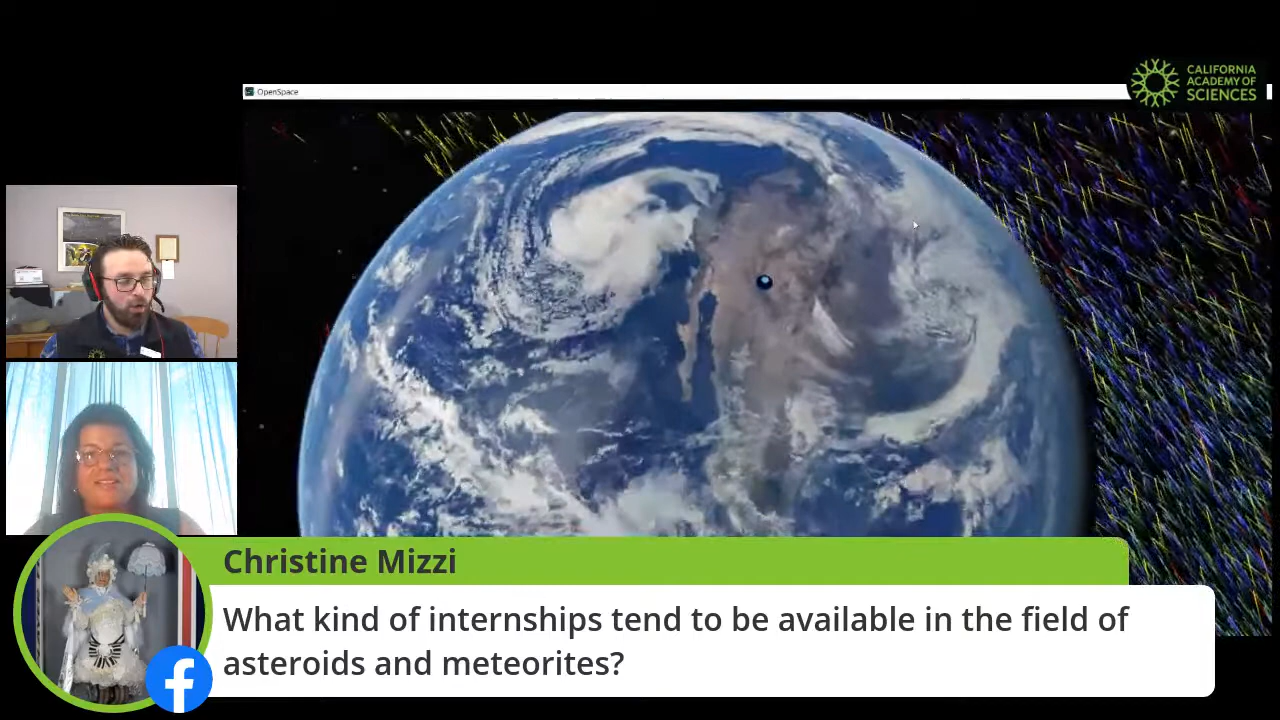 OpenSpace
CALIFORNIA
ACADEMY OF
SCIENCES
Christine Mizzi
What kind of internships tend to be available in the field of
asteroids and meteorites?